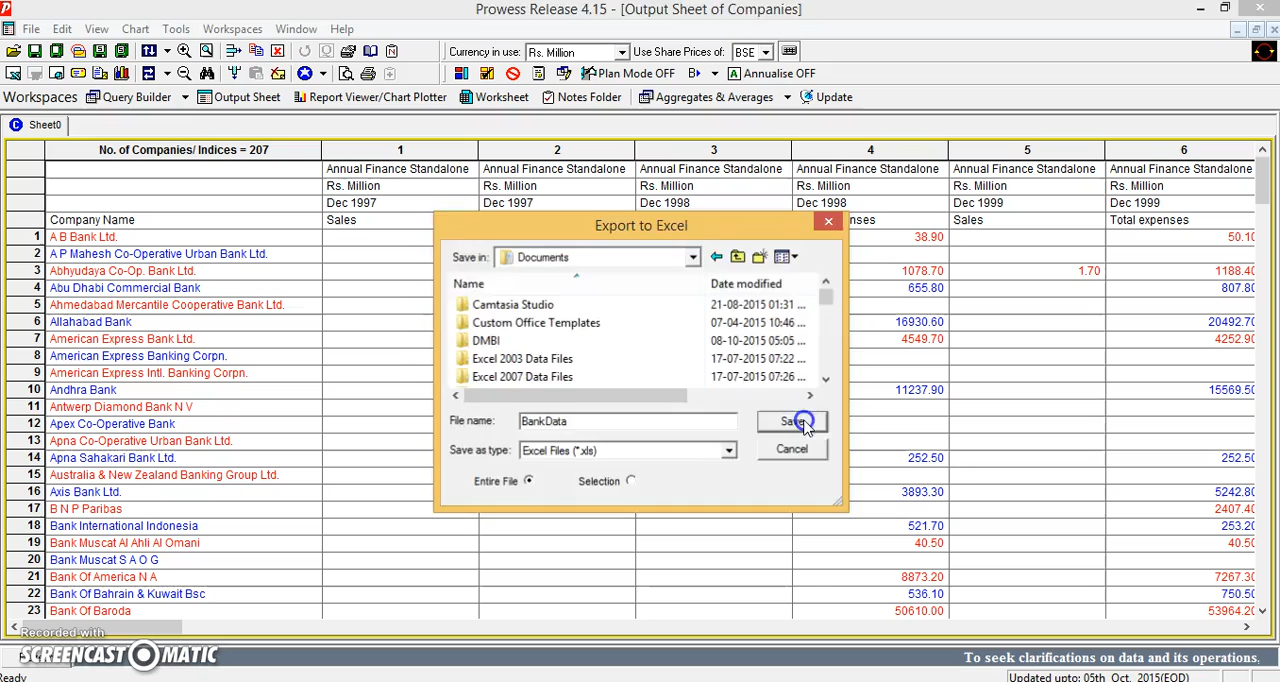 Prowess Release 4.15 - [Output Sheet of Companies]
File Edit View Chart Tools Workspaces Window Help
Currency in use: Rs. Million Use Share Prices of: BSE
Plan Mode OFF B A Annualise OFF
Workspaces Query Builder Output Sheet Report Viewer/Chart Plotter Worksheet Notes Folder Aggregates & Averages Update
C Sheet0
No. of Companies/ Indices = 207 1 2 3 4 5 6
Annual Finance Standalone Annual Finance Standalone Annual Finance Standalone Annual Finance Standalone Annual Finance Standalone Annual Finance Standalone
Rs. Million Rs. Million Rs. Million Rs. Million Rs. Million Rs. Million
Dec 1997 Dec 1997 Dec 1998 Dec 1998 Dec 1999 Dec 1999
Company Name Sales enses Sales Total expenses
1 A B Bank Ltd. 38.90 50.10
2 A P Mahesh Co-Operative Urban Bank Ltd.
3 Abhyudaya Co-Op. Bank Ltd. 1078.70 1.70 1188.40
4 Abu Dhabi Commercial Bank 655.80 807.80
5 Ahmedabad Mercantile Cooperative Bank Ltd.
6 Allahabad Bank 16930.60 20492.70
7 American Express Bank Ltd. 4549.70 4252.90
8 American Express Banking Corpn.
9 American Express Intl. Banking Corpn.
10 Andhra Bank 11237.90 15569.50
11 Antwerp Diamond Bank N V
12 Apex Co-Operative Bank
13 Apna Co-Operative Urban Bank Ltd.
14 Apna Sahakari Bank Ltd. 252.50 252.50
15 Australia & New Zealand Banking Group Ltd.
16 Axis Bank Ltd. 3893.30 5242.80
17 B N P Paribas 2407.40
18 Bank International Indonesia 521.70 253.20
19 Bank Muscat Al Ahli Al Omani 40.50 40.50
20 Bank Muscat S A O G
21 Bank Of America N A 8873.20 7267.30
22 Bank Of Bahrain & Kuwait Bsc 536.10 750.50
23 Bank Of Baroda 50610.00 53964.20
Export to Excel
Save in: Documents
Name Date modified
Camtasia Studio 21-08-2015 01:31 ...
Custom Office Templates 07-04-2015 10:46 ...
DMBI 08-10-2015 05:05 ...
Excel 2003 Data Files 17-07-2015 07:22 ...
Excel 2007 Data Files 17-07-2015 07:26 ...
File name: BankData Save
Save as type: Excel Files (*.xls) Cancel
Entire File Selection
Recorded with
SCREENCAST-O-MATIC
To seek clarifications on data and its operations,
Ready Updated upto: 05th Oct, 2015(EOD)